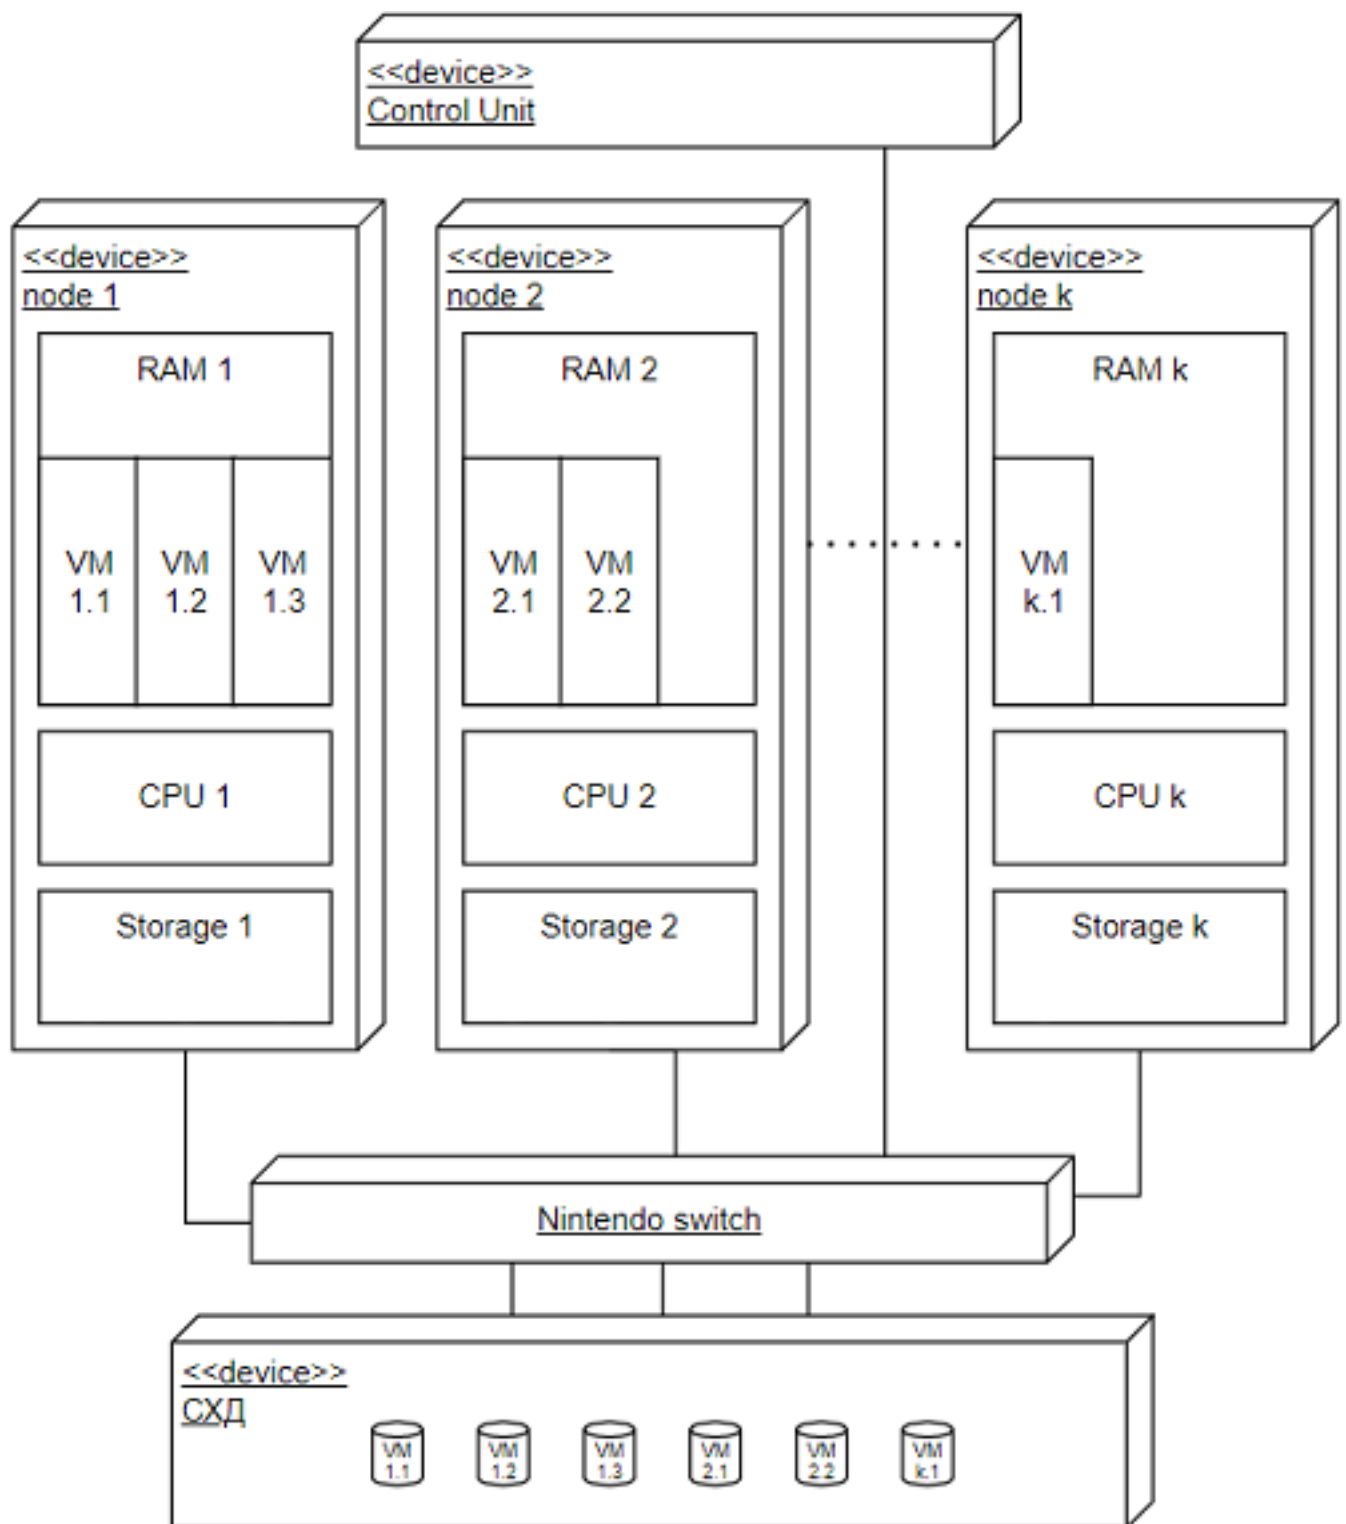 <<device>>
Control Unit
<<device>>
node 1
RAM 1
VM
1.1
VM
1.2
VM
1.3
CPU 1
Storage 1
<<device>>
node 2
RAM 2
VM
2.1
VM
2.2
CPU 2
Storage 2
<<device>>
node k
RAM k
VM
k.1
CPU k
Storage k
Nintendo switch
<<device>>
СХД
VM
1.1
VM
1.2
VM
1.3
VM
2.1
VM
2.2
VM
k.1